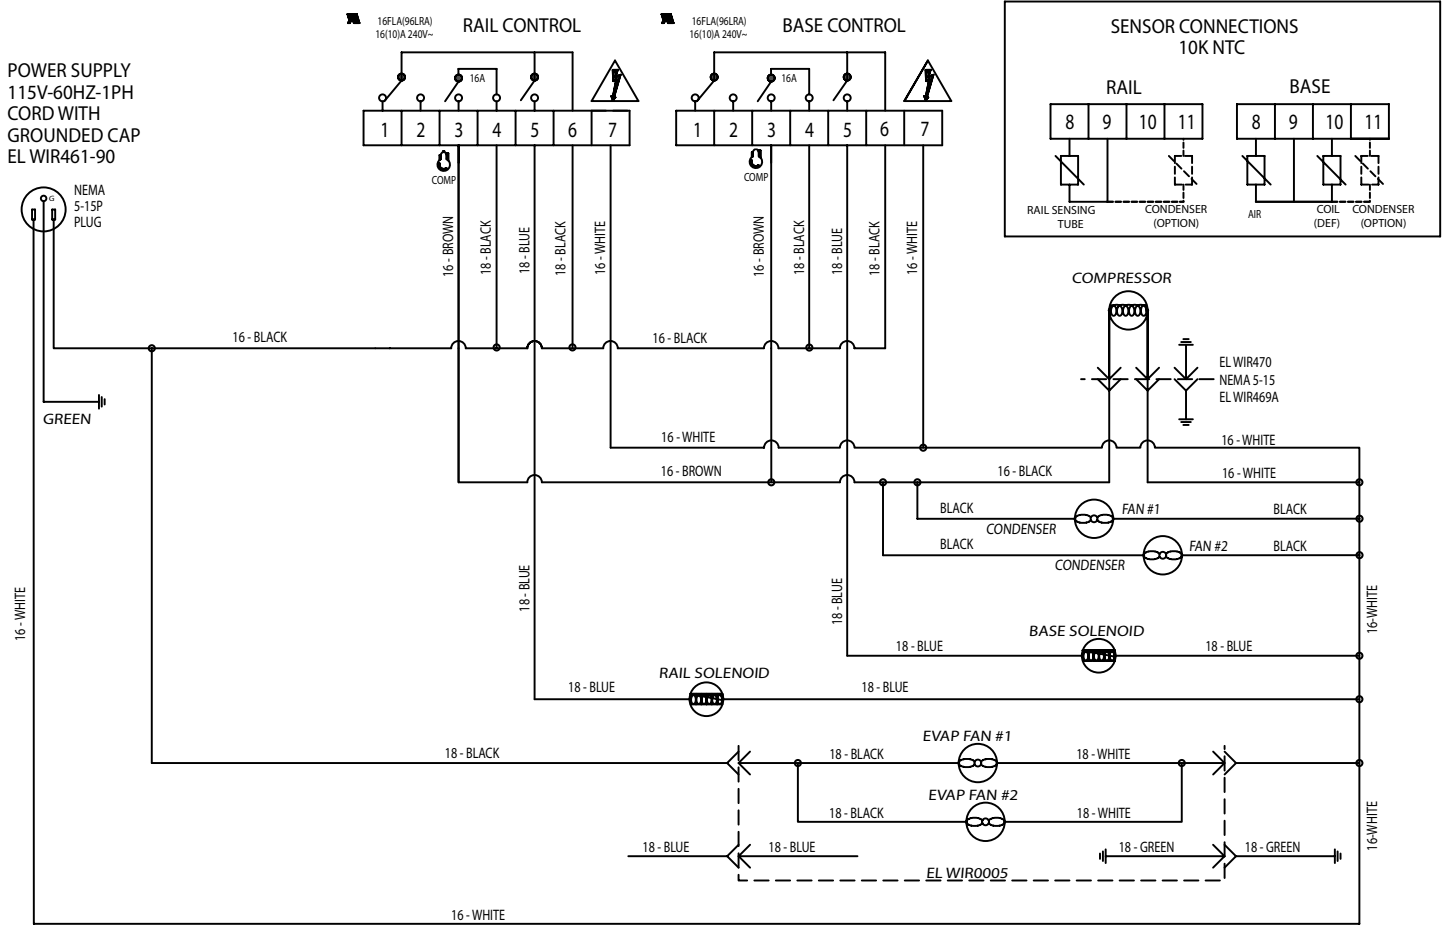 POWER SUPPLY
115V-60HZ-1PH
CORD WITH
GROUNDED CAP
EL WIR461-90
NEMA
5-15P
PLUG
G
16FLA(96LRA)
16(10)A 240V~
RAIL CONTROL
16A
1 2 3 4 5 6 7
COMP
16FLA(96LRA)
16(10)A 240V~
BASE CONTROL
16A
1 2 3 4 5 6 7
COMP
SENSOR CONNECTIONS
10K NTC
RAIL
8 9 10 11
RAIL SENSING
TUBE
CONDENSER
(OPTION)
BASE
8 9 10 11
AIR
COIL
(DEF)
CONDENSER
(OPTION)
16 - BROWN
18 - BLACK
18 - BLUE
18 - BLACK
16 - WHITE
16 - BROWN
18 - BLACK
18 - BLUE
18 - BLACK
16 - WHITE
COMPRESSOR
16 - BLACK
16 - BLACK
EL WIR470
NEMA 5-15
EL WIR469A
GREEN
16 - WHITE
16 - WHITE
16 - BROWN
16 - BLACK
16 - WHITE
BLACK
CONDENSER
FAN #1
BLACK
BLACK
CONDENSER
FAN #2
BLACK
16 - WHITE
18 - BLUE
18 - BLUE
16-WHITE
BASE SOLENOID
18 - BLUE
18 - BLUE
RAIL SOLENOID
18 - BLUE
18 - BLUE
EVAP FAN #1
18 - BLACK
18 - BLACK
18 - WHITE
EVAP FAN #2
18 - BLACK
18 - WHITE
16-WHITE
18 - BLUE
18 - BLUE
18 - GREEN
18 - GREEN
EL WIR0005
16 - WHITE